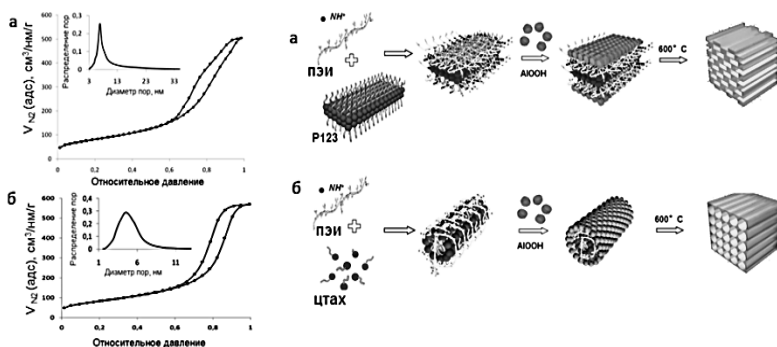 а
V N2 (адс), см³/нм/г
600
500
400
300
200
100
0
0
0,2
0,4
0,6
0,8
1
Относительное давление
Распределение пор
0,3
0,2
0,1
0
3
13
23
33
Диаметр пор, нм
б
V N2 (адс), см³/нм/г
600
500
400
300
200
100
0
0
0,2
0,4
0,6
0,8
1
Относительное давление
Распределение пор
0,4
0,3
0,2
0,1
0
1
6
11
Диаметр пор, нм
а
NH⁺
ПЭИ
P123
AlOOH
600° C
б
NH⁺
ПЭИ
цтах
AlOOH
600° C